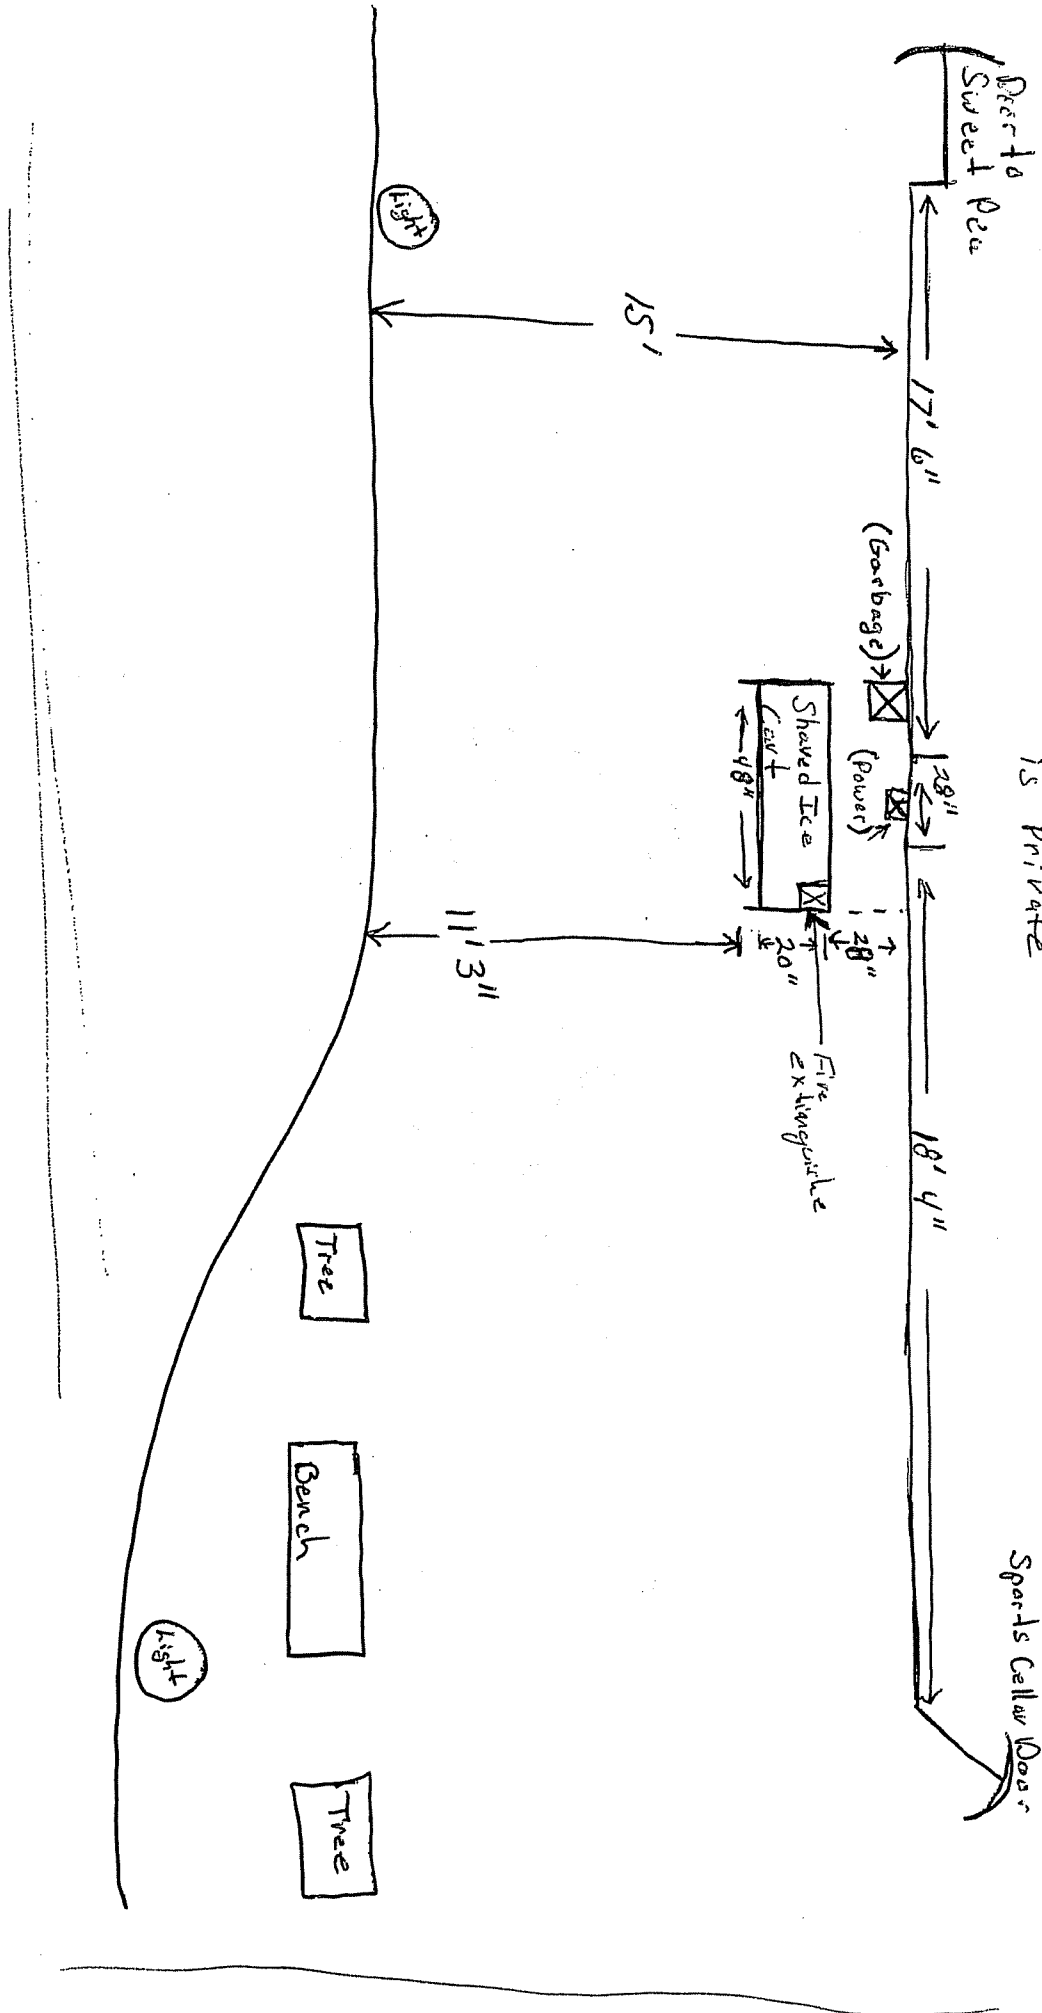 is private
Door to
Sweet Pea
Sports Cellar Door
17' 6"
28"
18' 4"
(Garbage)
(Power)
15'
Shaved Ice
Cart
48"
28"
20"
Fire
extianguishe
11' 3"
Light
Tree
Bench
Light
Tree